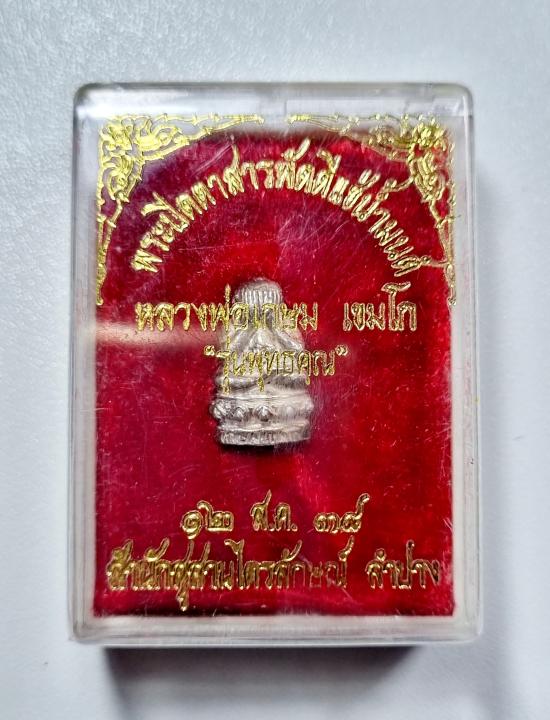 พระปิดตาสารพัดดีแช่น้ำมนต์
หลวงพ่อเกษม เขมโก
"รุ่นพุทธคุณ"
๑๒ ส.ค. ๓๘
สำนักสุสานไตรลักษณ์ ลำปาง